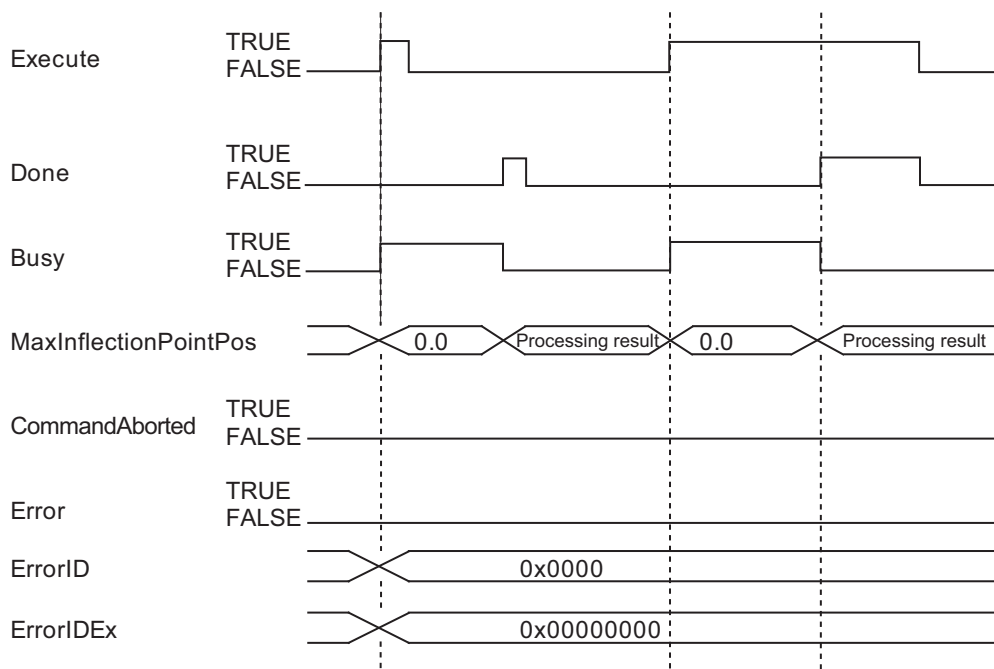 Execute
TRUE
FALSE
Done
TRUE
FALSE
Busy
TRUE
FALSE
MaxInflectionPointPos
0.0
Processing result
0.0
Processing result
CommandAborted
TRUE
FALSE
Error
TRUE
FALSE
ErrorID
0x0000
ErrorIDEx
0x00000000